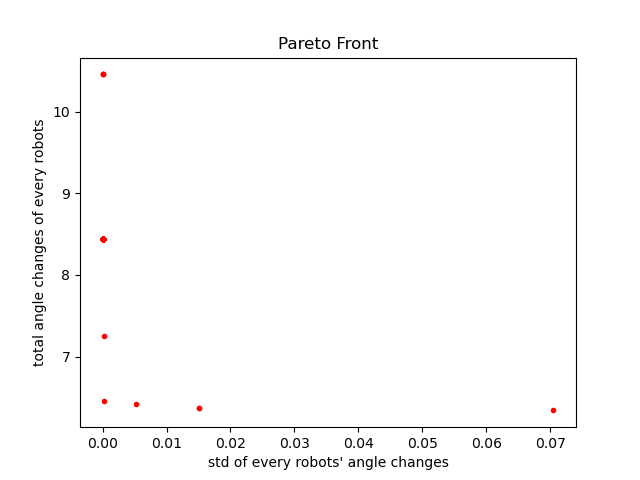 Pareto Front
total angle changes of every robots
10
9
8
7
0.00 0.01 0.02 0.03 0.04 0.05 0.06 0.07
std of every robots' angle changes